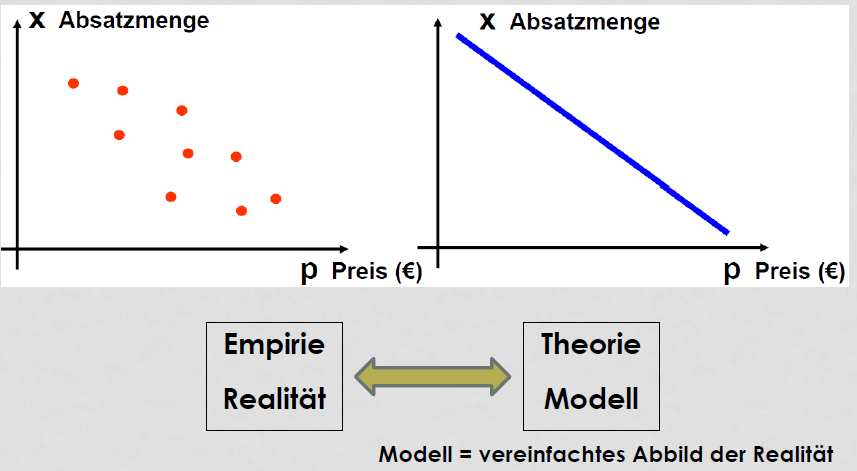 x Absatzmenge
p Preis (€)
x Absatzmenge
p Preis (€)
Empirie
Realität
Theorie
Modell
Modell = vereinfachtes Abbild der Realität